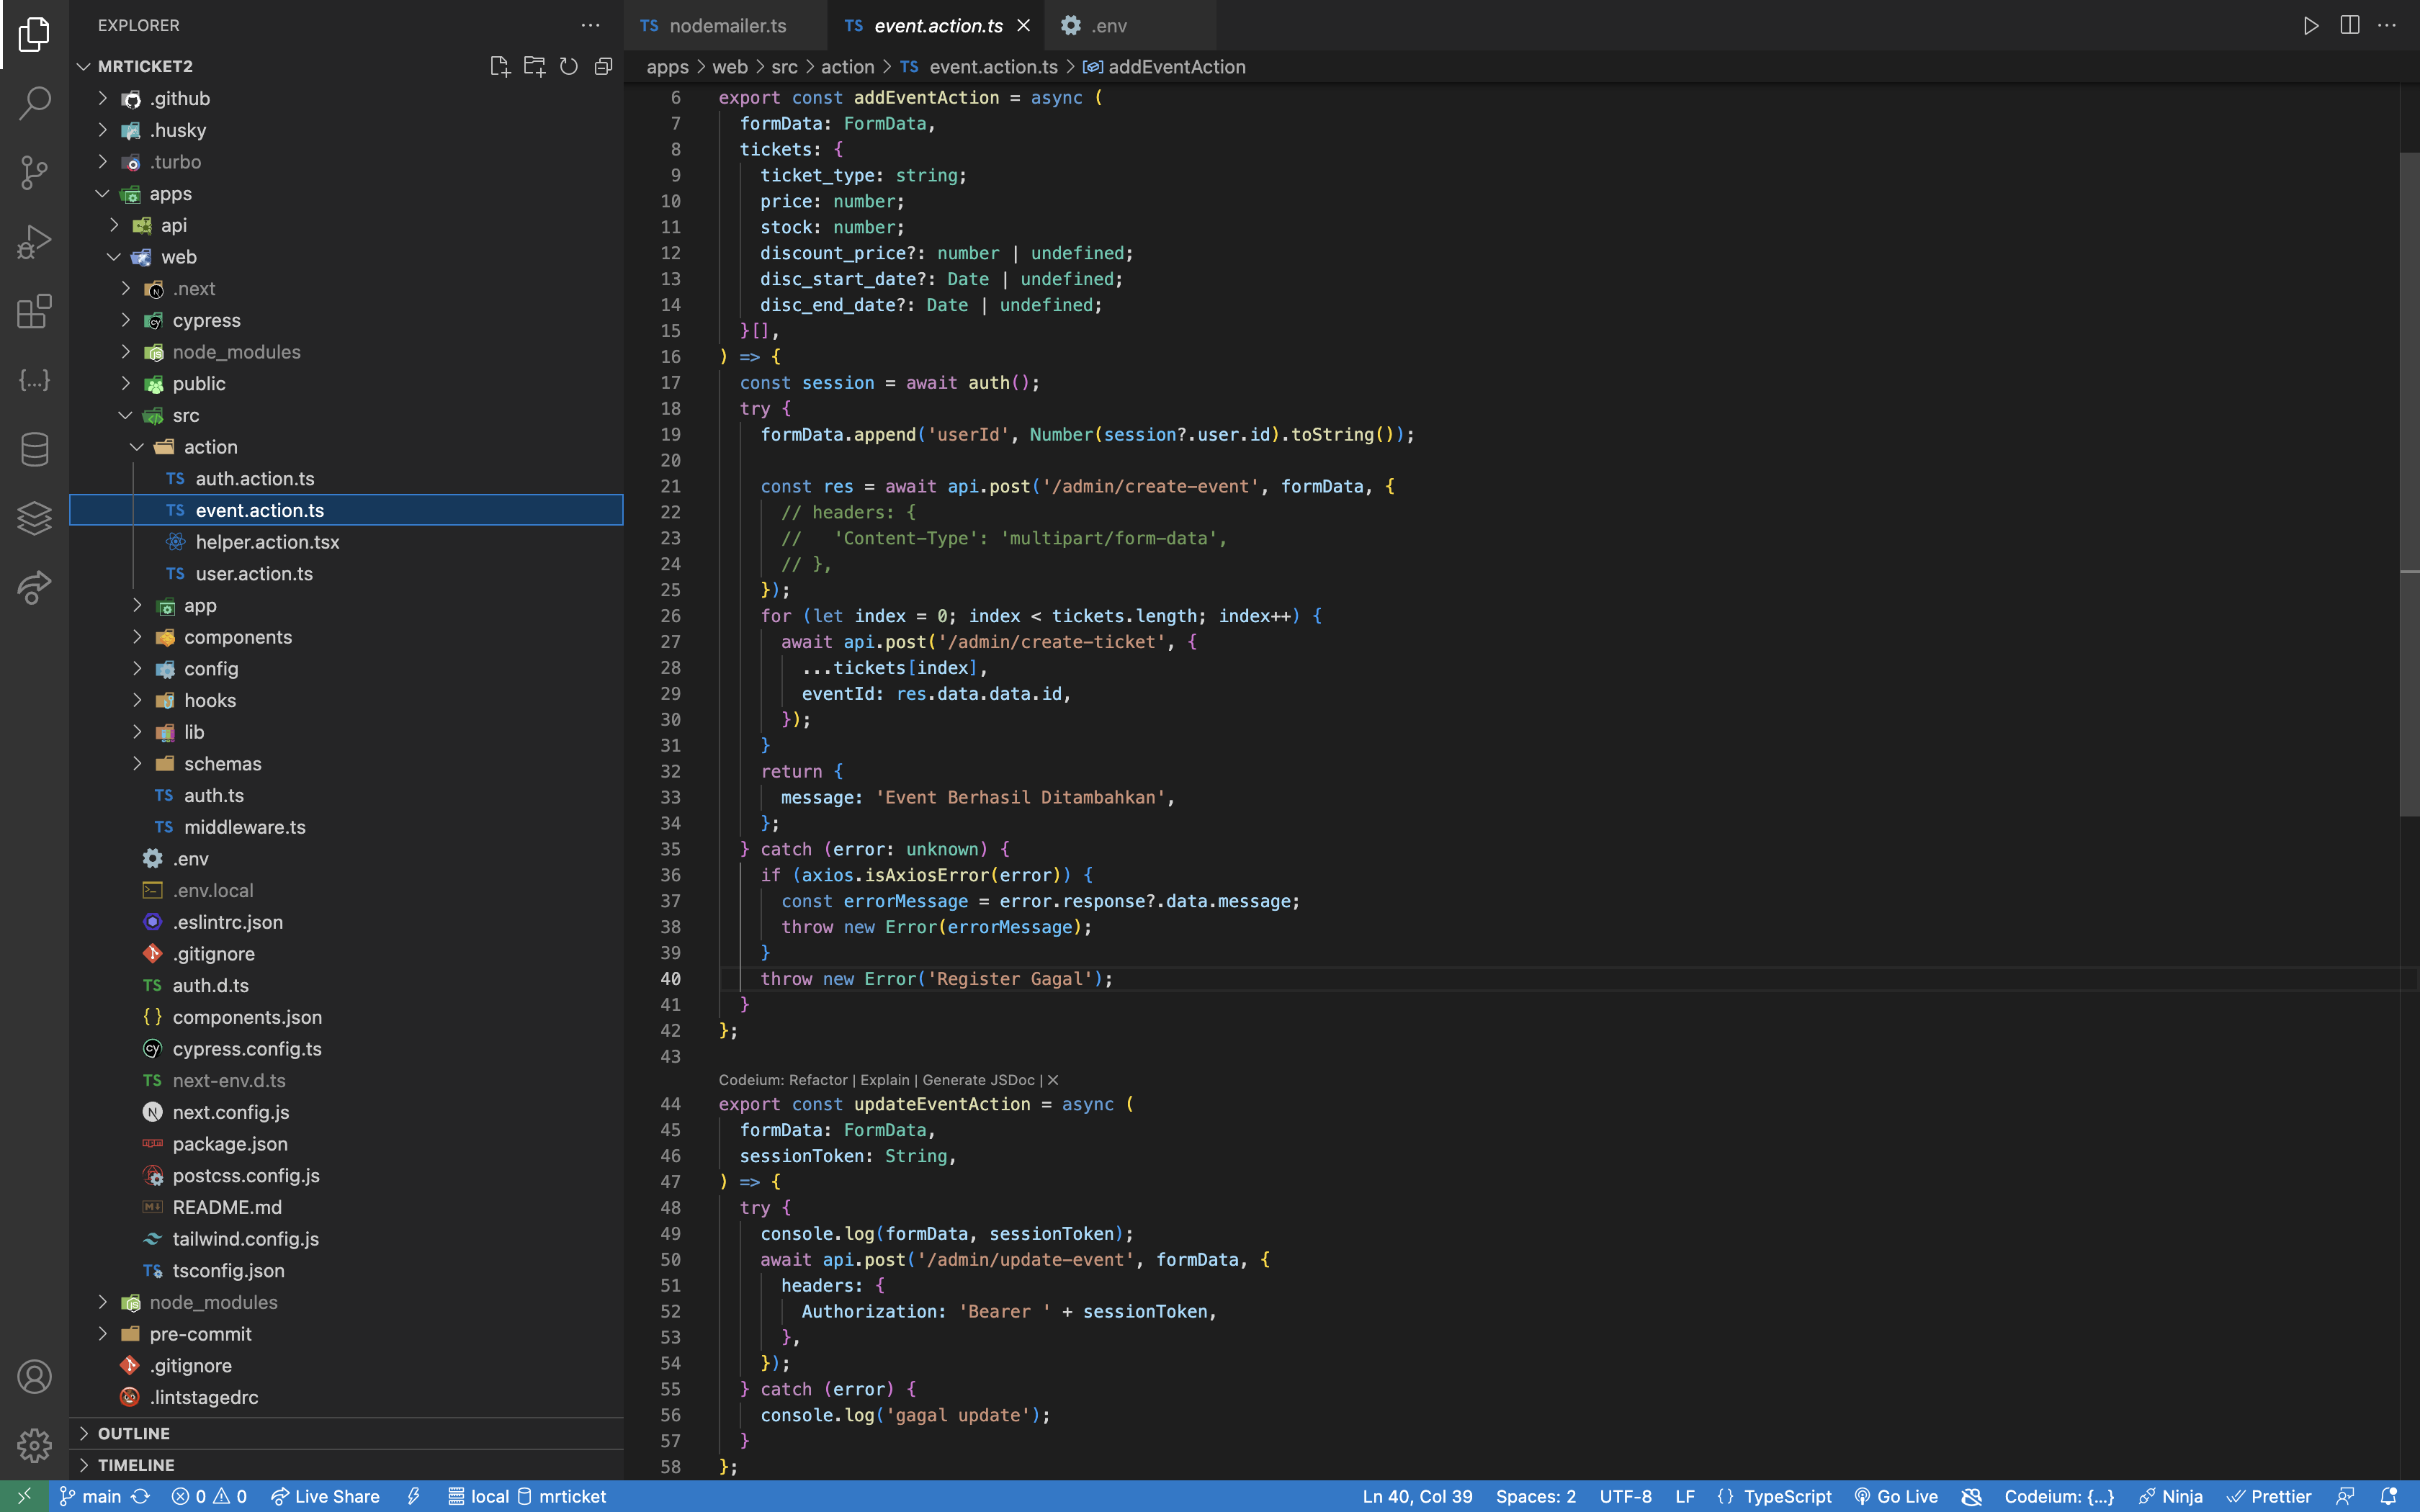 EXPLORER
MRTICKET2
.github
.husky
.turbo
apps
api
web
.next
cypress
node_modules
public
src
action
TS auth.action.ts
TS event.action.ts
helper.action.tsx
TS user.action.ts
app
components
config
hooks
lib
schemas
TS auth.ts
TS middleware.ts
.env
.env.local
.eslintrc.json
.gitignore
TS auth.d.ts
components.json
cypress.config.ts
TS next-env.d.ts
next.config.js
package.json
postcss.config.js
README.md
tailwind.config.js
TS tsconfig.json
node_modules
pre-commit
.gitignore
.lintstagedrc
OUTLINE
TIMELINE
TS nodemailer.ts
TS event.action.ts
.env
apps > web > src > action > TS event.action.ts > addEventAction
6 export const addEventAction = async (
7 formData: FormData,
8 tickets: {
9 ticket_type: string;
10 price: number;
11 stock: number;
12 discount_price?: number | undefined;
13 disc_start_date?: Date | undefined;
14 disc_end_date?: Date | undefined;
15 }[],
16 ) => {
17 const session = await auth();
18 try {
19 formData.append('userId', Number(session?.user.id).toString());
20
21 const res = await api.post('/admin/create-event', formData, {
22 // headers: {
23 //   'Content-Type': 'multipart/form-data',
24 // },
25 });
26 for (let index = 0; index < tickets.length; index++) {
27 await api.post('/admin/create-ticket', {
28 ...tickets[index],
29 eventId: res.data.data.id,
30 });
31 }
32 return {
33 message: 'Event Berhasil Ditambahkan',
34 };
35 } catch (error: unknown) {
36 if (axios.isAxiosError(error)) {
37 const errorMessage = error.response?.data.message;
38 throw new Error(errorMessage);
39 }
40 throw new Error('Register Gagal');
41 }
42 };
43
Codeium: Refactor | Explain | Generate JSDoc | X
44 export const updateEventAction = async (
45 formData: FormData,
46 sessionToken: String,
47 ) => {
48 try {
49 console.log(formData, sessionToken);
50 await api.post('/admin/update-event', formData, {
51 headers: {
52 Authorization: 'Bearer ' + sessionToken,
53 },
54 });
55 } catch (error) {
56 console.log('gagal update');
57 }
58 };
main 0 0 Live Share local mrticket Ln 40, Col 39 Spaces: 2 UTF-8 LF {} TypeScript Go Live Codeium: {...} Ninja Prettier